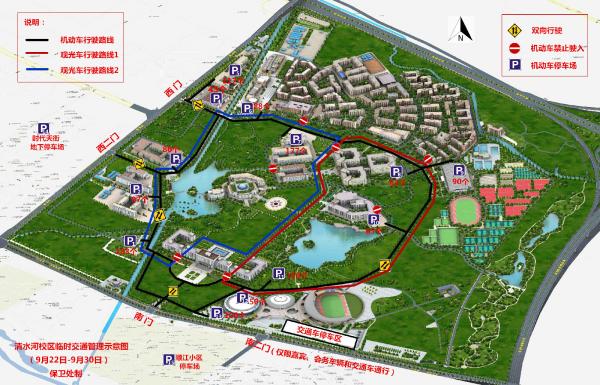 说明：
机动车行驶路线
观光车行驶路线1
观光车行驶路线2
N
双向行驶
机动车禁止驶入
机动车停车场
西门
西二门
时代天街
地下停车场
90个
59个
交通车停车区
南门
南二门（仅限嘉宾、会务车辆和交通车通行）
清水河校区临时交通管理示意图
（9月22日-9月30日）
保卫处制
P
顺江小区
停车场